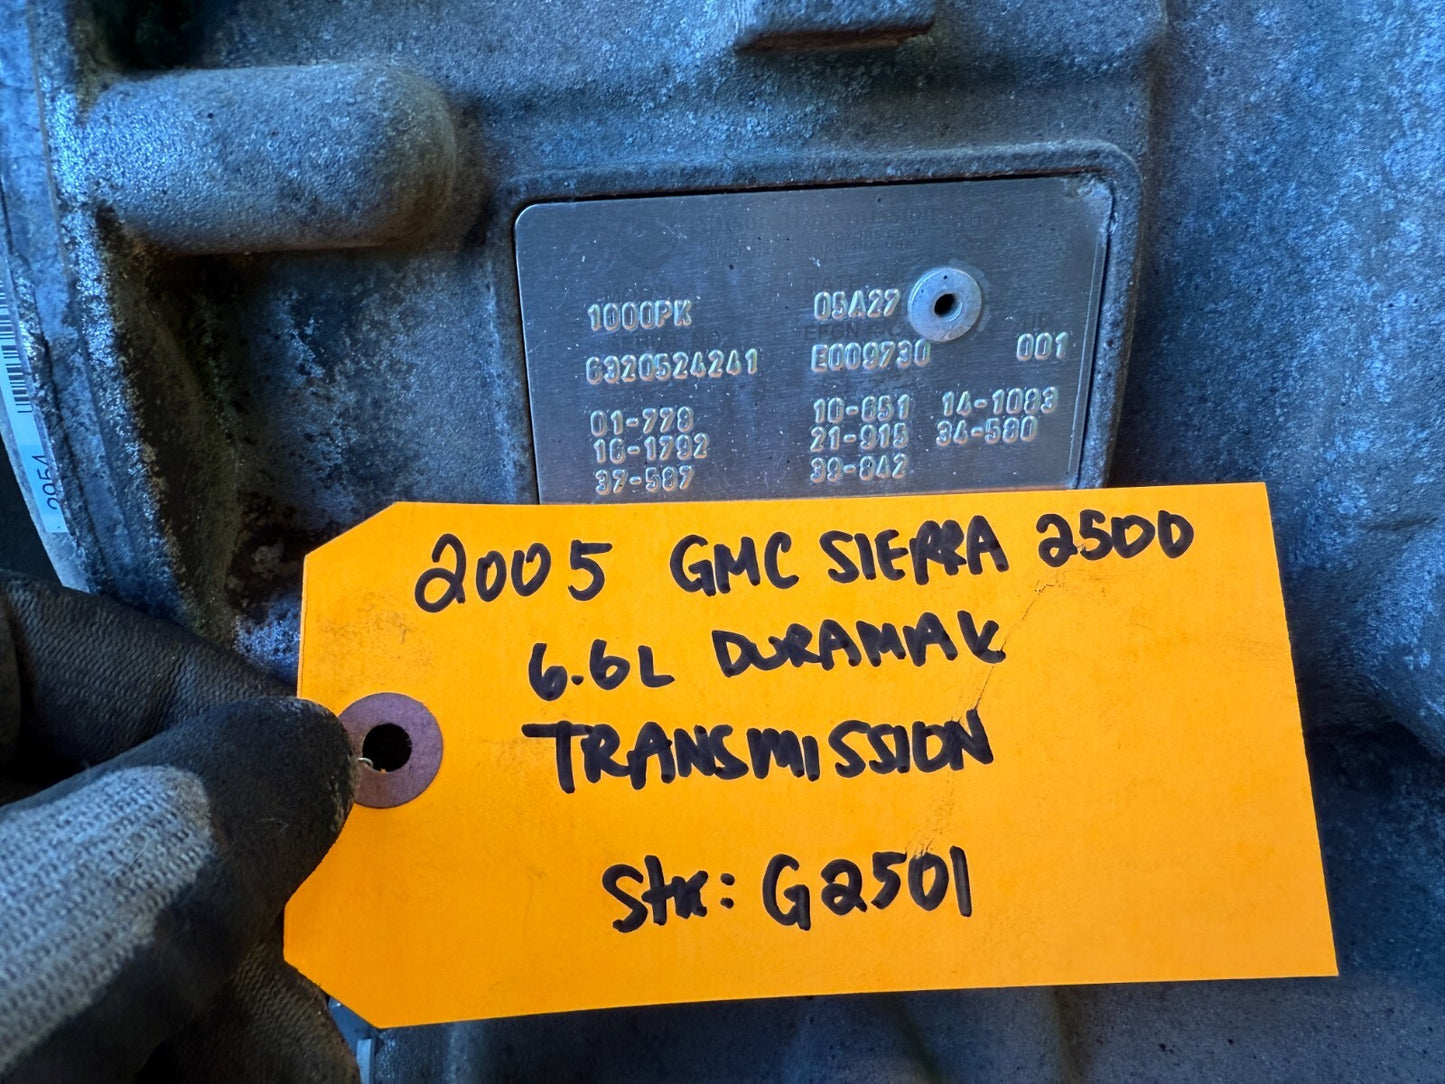 1000PK 05A27
6320524241 E009730 001
01-778 10-651 14-1083
16-1792 21-915 34-580
37-587 39-842
2954
2005 GMC SIERRA 2500
6.6L DURAMAX
TRANSMISSION
Stk: G2501